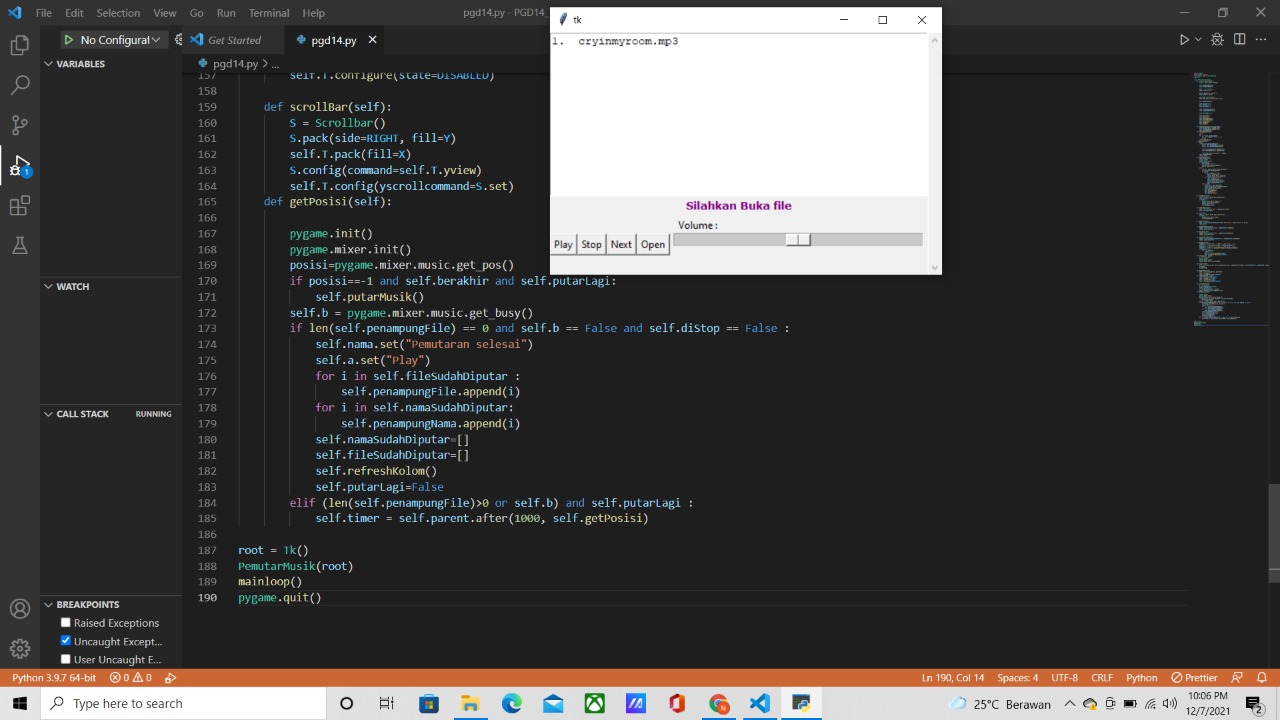 File Edit Selection View Go Run Terminal Help pgd14.py - PGD14_
No Config
Get Started
pgd14.py
VARIABLES
WATCH
CALL STACK RUNNING
BREAKPOINTS
Raised Exceptions
Uncaught Except...
User Uncaught E...
pgd14.py > ...
157 self.T.configure(state=DISABLED)
158
159 def scrollBar(self):
160 S = Scrollbar()
161 S.pack(side=RIGHT, fill=Y)
162 self.T.pack(fill=X)
163 S.config(command=self.T.yview)
164 self.T.config(yscrollcommand=S.set)
165 def getPosisi(self):
166
167 pygame.init()
168 pygame.mixer.init()
169 posisi=pygame.mixer.music.get_pos
170 if posisi==-1 and self.berakhir and self.putarLagi:
171 self.putarMusik()
172 self.b = pygame.mixer.music.get_busy()
173 if len(self.penampungFile) == 0 and self.b == False and self.diStop == False :
174 self.nama.set("Pemutaran selesai")
175 self.a.set("Play")
176 for i in self.fileSudahDiputar :
177 self.penampungFile.append(i)
178 for i in self.namaSudahDiputar:
179 self.penampungNama.append(i)
180 self.namaSudahDiputar=[]
181 self.fileSudahDiputar=[]
182 self.refreshKolom()
183 self.putarLagi=False
184 elif (len(self.penampungFile)>0 or self.b) and self.putarLagi :
185 self.timer = self.parent.after(1000, self.getPosisi)
186
187 root = Tk()
188 PemutarMusik(root)
189 mainloop()
190 pygame.quit()
tk
1. cryinmyroom.mp3
Silahkan Buka file
Volume :
Play Stop Next Open
Python 3.9.7 64-bit 0 0 Ln 190, Col 14 Spaces: 4 UTF-8 CRLF Python Prettier
Type here to search
25°C Berawan
10:06 PM
12/7/2021
2